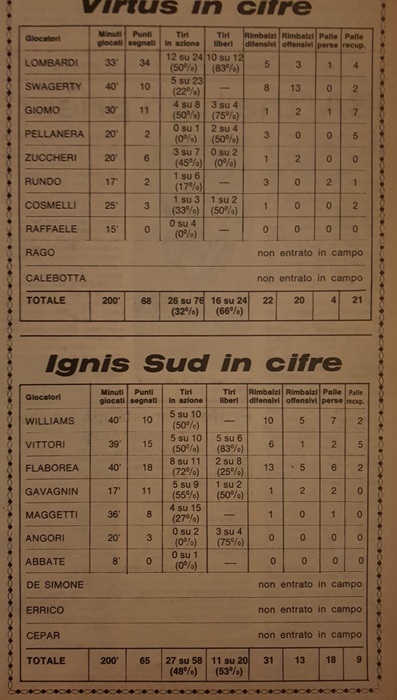 Virtus in cifre
Giocatori Minuti giocati Punti segnati Tiri in azione Tiri liberi Rimbalzi difensivi Rimbalzi offensivi Palle perse Palle recup.
LOMBARDI 33' 34 12 su 24 (50%) 10 su 12 (83%) 5 3 1 4
SWAGERTY 40' 10 5 su 23 (22%) — 8 13 0 2
GIOMO 30' 11 4 su 8 (50%) 3 su 4 (75%) 1 2 1 7
PELLANERA 20' 2 0 su 1 (0%) 2 su 4 (50%) 3 0 0 5
ZUCCHERI 20' 6 3 su 7 (45%) 0 su 2 (0%) 1 2 0 0
RUNDO 17' 2 1 su 6 (17%) — 3 0 2 1
COSMELLI 25' 3 1 su 3 (33%) 1 su 2 (50%) 1 0 0 2
RAFFAELE 15' 0 0 su 4 (0%) — 0 0 0 0
RAGO non entrato in campo
CALEBOTTA non entrato in campo
TOTALE 200' 68 26 su 76 (32%) 16 su 24 (66%) 22 20 4 21
Ignis Sud in cifre
Giocatori Minuti giocati Punti segnati Tiri in azione Tiri liberi Rimbalzi difensivi Rimbalzi offensivi Palle perse Palle recup.
WILLIAMS 40' 10 5 su 10 (50%) — 10 5 7 2
VITTORI 39' 15 5 su 10 (50%) 5 su 6 (83%) 6 1 2 5
FLABOREA 40' 18 8 su 11 (72%) 2 su 8 (25%) 13 5 6 2
GAVAGNIN 17' 11 5 su 9 (55%) 1 su 2 (50%) 1 2 2 0
MAGGETTI 36' 8 4 su 15 (27%) — 1 0 1 0
ANGORI 20' 3 0 su 2 (0%) 3 su 4 (75%) 0 0 0 0
ABBATE 8' 0 0 su 1 (0%) — 0 0 0 0
DE SIMONE non entrato in campo
ERRICO non entrato in campo
CEPAR non entrato in campo
TOTALE 200' 65 27 su 58 (48%) 11 su 20 (53%) 31 13 18 9